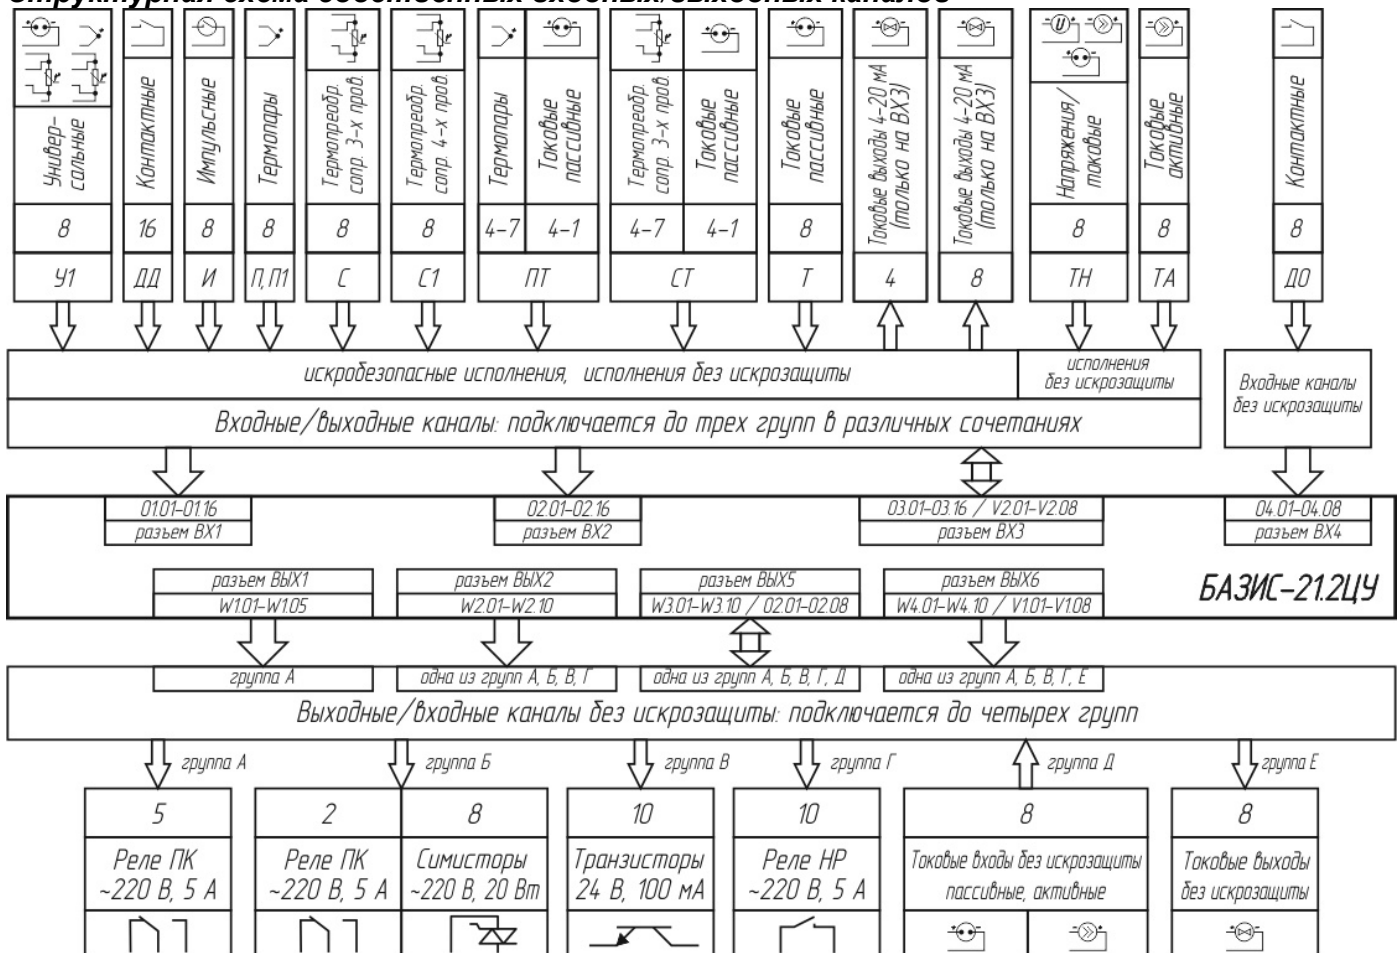 Структурная схема собственных входных/выходных каналов
Универ-
сальные
8
У1
Контактные
16
ДД
Импульсные
8
И
Термопары
8
П,П1
Термопреобр.
сопр. 3-х пров.
8
С
Термопреобр.
сопр. 4-х пров.
8
С1
Термопары
4-7
Токовые
пассивные
4-1
ПТ
Термопреобр.
сопр. 3-х пров.
4-7
Токовые
пассивные
4-1
СТ
Токовые
пассивные
8
Т
Токовые выходы 4-20 мА
(только на ВХ3)
4
Токовые выходы 4-20 мА
(только на ВХ3)
8
U
Напряжения/
токовые
8
ТН
Токовые
активные
8
ТА
Контактные
8
ДО
искробезопасные исполнения, исполнения без искрозащиты
исполнения
без искрозащиты
Входные каналы
без искрозащиты
Входные/выходные каналы: подключается до трех групп в различных сочетаниях
01.01-01.16
разъем ВХ1
02.01-02.16
разъем ВХ2
03.01-03.16 / V2.01-V2.08
разъем ВХ3
04.01-04.08
разъем ВХ4
разъем ВЫХ1
W1.01-W1.05
разъем ВЫХ2
W2.01-W2.10
разъем ВЫХ5
W3.01-W3.10 / 02.01-02.08
разъем ВЫХ6
W4.01-W4.10 / V1.01-V1.08
БАЗИС-21.2ЦУ
группа А
одна из групп А, Б, В, Г
одна из групп А, Б, В, Г, Д
одна из групп А, Б, В, Г, Е
Выходные/входные каналы без искрозащиты: подключается до четырех групп
группа А
группа Б
группа В
группа Г
группа Д
группа Е
5
Реле ПК
~220 В, 5 А
2
Реле ПК
~220 В, 5 А
8
Симисторы
~220 В, 20 Вт
10
Транзисторы
24 В, 100 мА
10
Реле НР
~220 В, 5 А
8
Токовые входы без искрозащиты
пассивные, активные
8
Токовые выходы
без искрозащиты